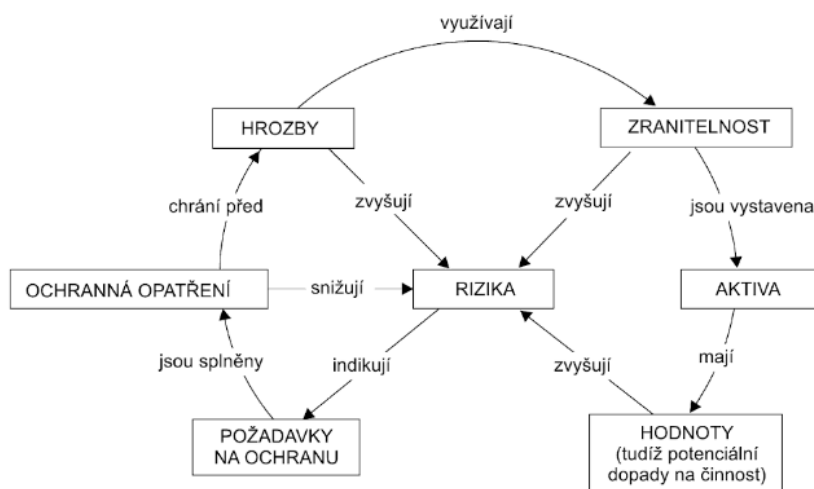 využívají
HROZBY
ZRANITELNOST
chrání před
zvyšují
zvyšují
jsou vystavena
OCHRANNÁ OPATŘENÍ
snižují
RIZIKA
AKTIVA
jsou splněny
indikují
zvyšují
mají
POŽADAVKY
NA OCHRANU
HODNOTY
(tudíž potenciální
dopady na činnost)